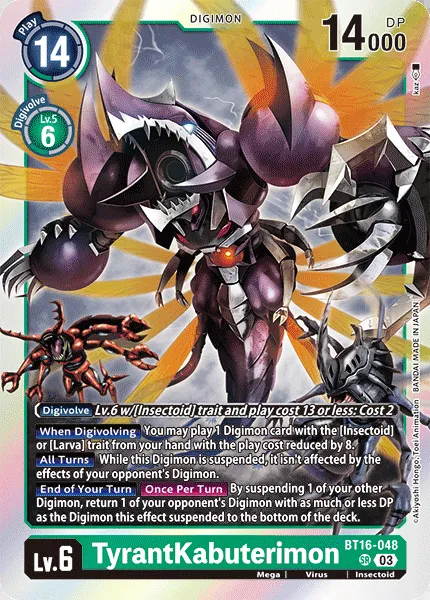 DIGIMON
Play
14
14000
DP
kaz
Digivolve
Lv.5
6
Digivolve Lv.6 w/[Insectoid] trait and play cost 13 or less: Cost 2
When Digivolving You may play 1 Digimon card with the [Insectoid]
or [Larva] trait from your hand with the play cost reduced by 8.
All Turns While this Digimon is suspended, it isn't affected by the
effects of your opponent's Digimon.
End of Your Turn Once Per Turn By suspending 1 of your other
Digimon, return 1 of your opponent's Digimon with as much or less DP
as the Digimon this effect suspended to the bottom of the deck.
©Akiyoshi Hongo, Toei Animation BANDAI MADE IN JAPAN
Lv.6
TyrantKabuterimon
BT16-048
SR 03
Mega
Virus
Insectoid